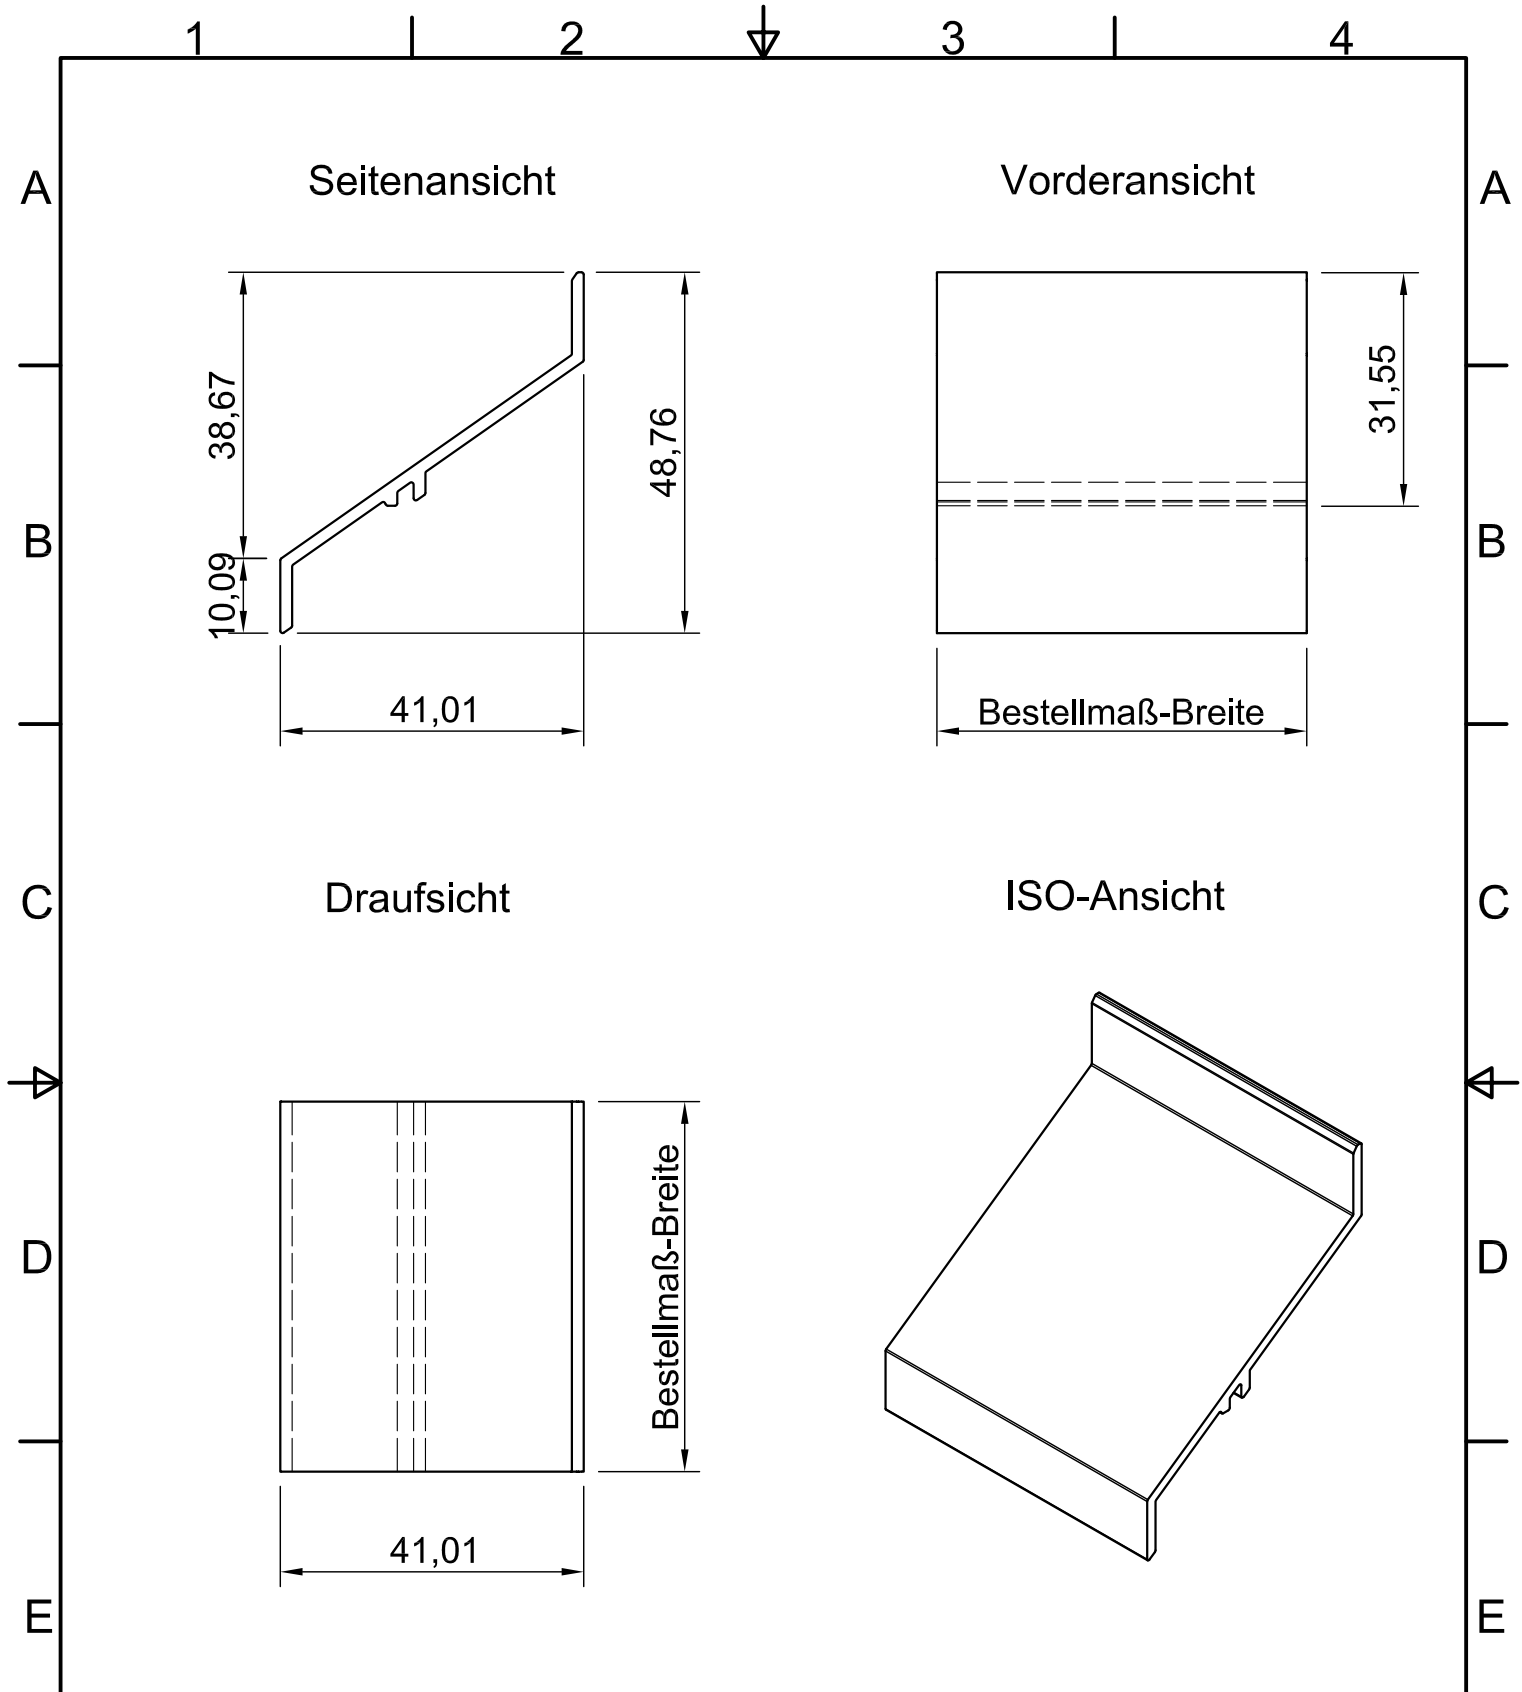 1 2 3 4
A A
Seitenansicht Vorderansicht
38,67
48,76
31,55
B B
10,09
41,01
Bestellmaß-Breite
C C
Draufsicht ISO-Ansicht
D D
Bestellmaß-Breite
41,01
E E